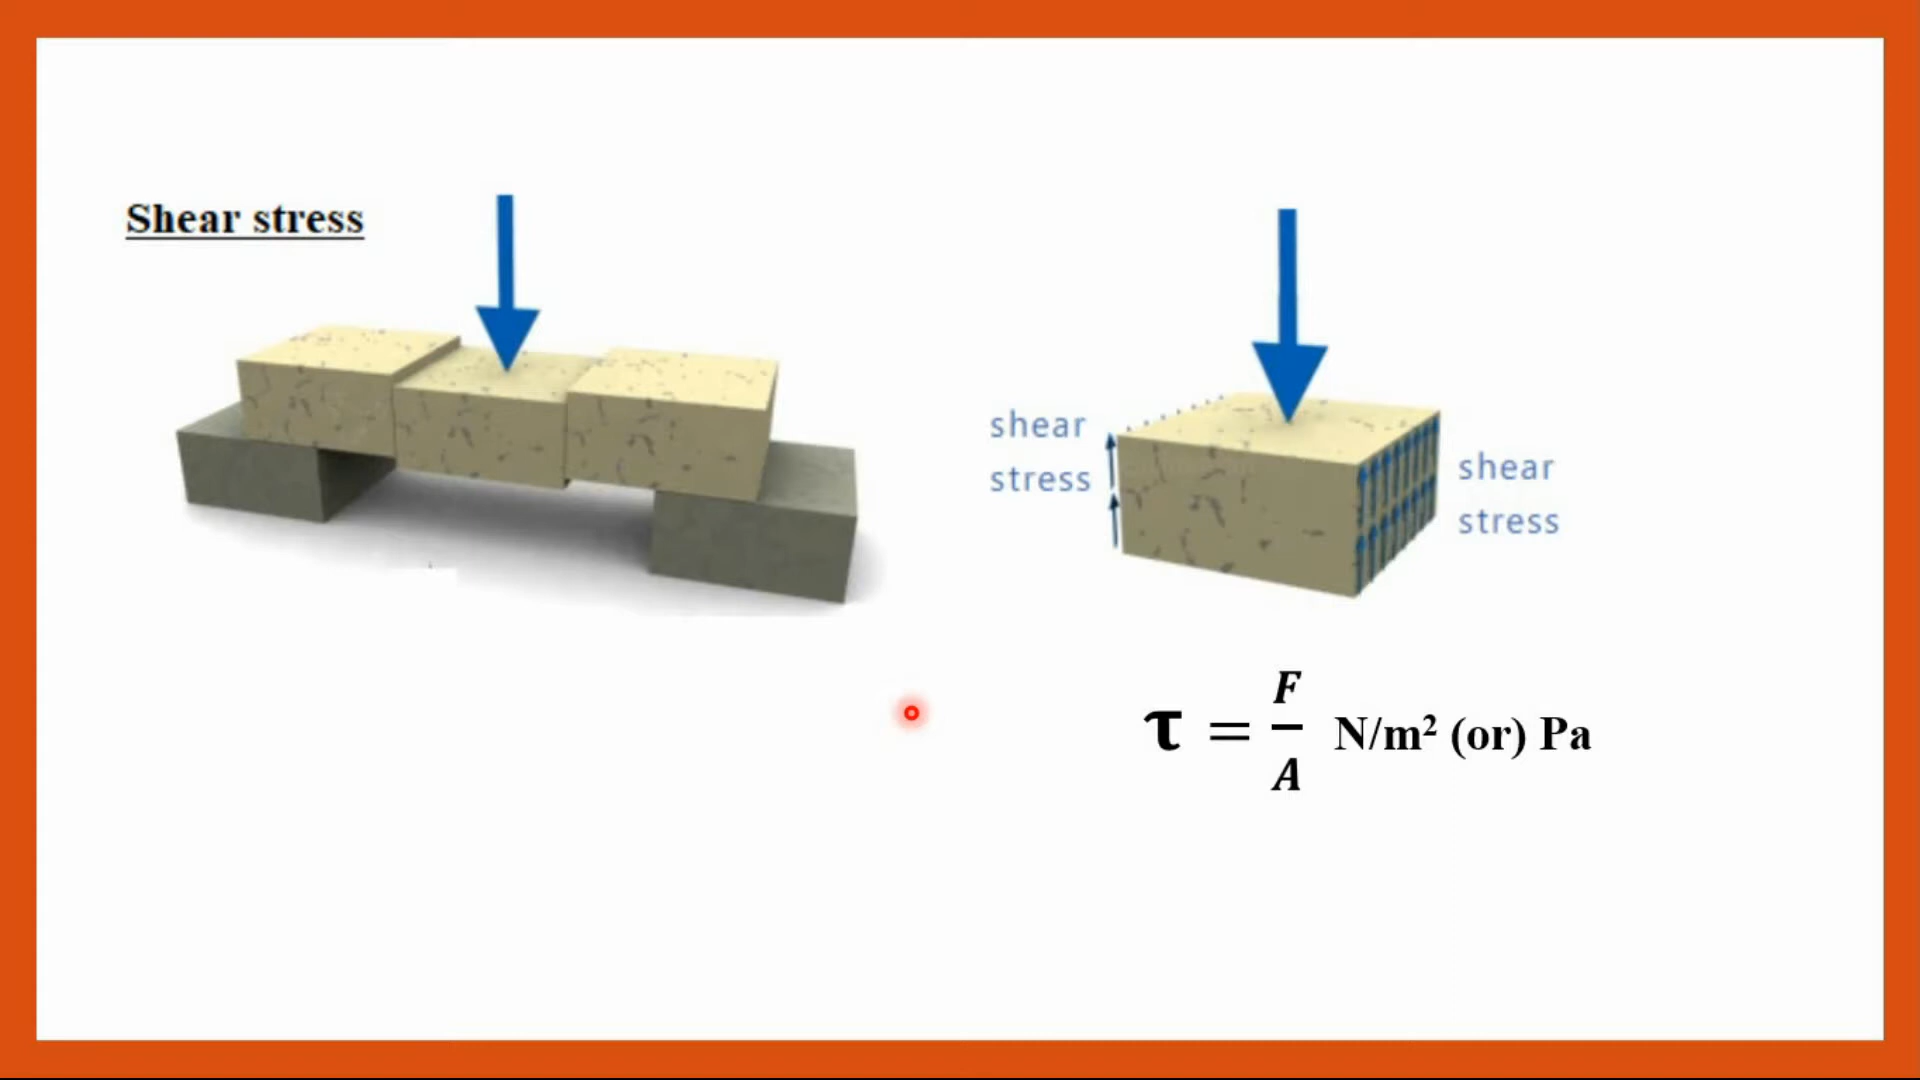 Shear stress
shear
stress
shear
stress
τ = F/A N/m² (or) Pa